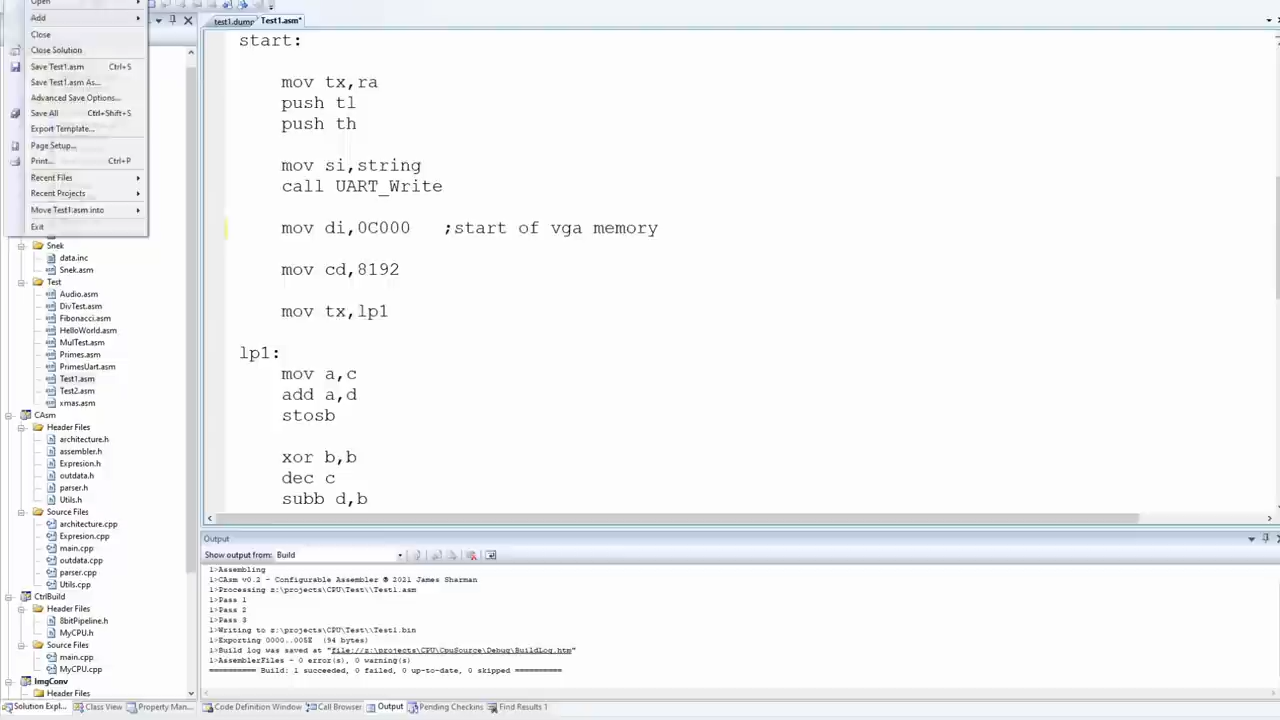 Open
Add
Close
Close Solution
Save Test1.asm Ctrl+S
Save Test1.asm As...
Advanced Save Options...
Save All Ctrl+Shift+S
Export Template...
Page Setup...
Print... Ctrl+P
Recent Files
Recent Projects
Move Test1.asm into
Exit
Snek
data.inc
Snek.asm
Test
Audio.asm
DivTest.asm
Fibonacci.asm
HelloWorld.asm
MulTest.asm
Primes.asm
PrimesUart.asm
Test1.asm
Test2.asm
xmas.asm
CAsm
Header Files
architecture.h
assembler.h
Expresion.h
outdata.h
parser.h
Utils.h
Source Files
architecture.cpp
Expresion.cpp
main.cpp
outdata.cpp
parser.cpp
Utils.cpp
CtrlBuild
Header Files
8bitPipeline.h
MyCPU.h
Source Files
main.cpp
MyCPU.cpp
ImgConv
Header Files
Solution Expl... Class View Property Man...
test1.dump Test1.asm*
start:
mov tx,ra
push tl
push th
mov si,string
call UART_Write
mov di,0C000 ;start of vga memory
mov cd,8192
mov tx,lp1
lp1:
mov a,c
add a,d
stosb
xor b,b
dec c
subb d,b
Output
Show output from: Build
1>Assembling
1>CAsm v0.2 - Configurable Assembler © 2021 James Sharman
1>Processing z:\projects\CPU\Test\\Test1.asm
1>Pass 1
1>Pass 2
1>Pass 3
1>Writing to z:\projects\CPU\Test\\Test1.bin
1>Exporting 0000..005E (94 bytes)
1>Build log was saved at "file://z:\projects\CPU\CpuSource\Debug\BuildLog.htm"
1>AssemblerFiles - 0 error(s), 0 warning(s)
========== Build: 1 succeeded, 0 failed, 0 up-to-date, 0 skipped ==========
Code Definition Window Call Browser Output Pending Checkins Find Results 1